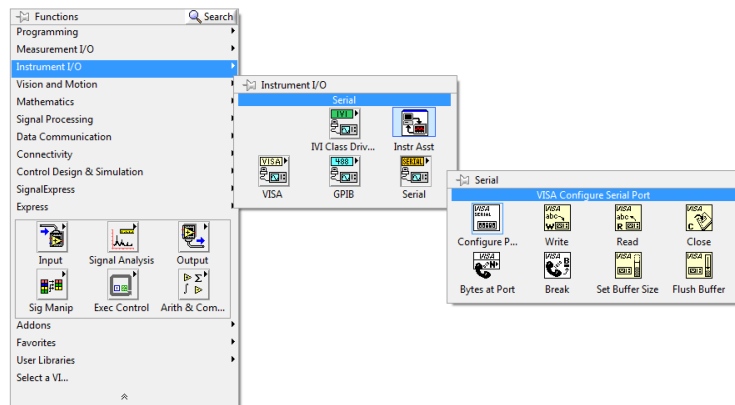 Functions
Search
Programming
Measurement I/O
Instrument I/O
Vision and Motion
Mathematics
Signal Processing
Data Communication
Connectivity
Control Design & Simulation
SignalExpress
Express
Input Signal Analysis Output
Sig Manip Exec Control Arith & Com...
Addons
Favorites
User Libraries
Select a VI...
Instrument I/O
Serial
IVI
IVI Class Driv... Instr Asst
VISA 488 SERIAL
VISA GPIB Serial
Serial
VISA Configure Serial Port
VISA SERIAL
VISA abc W
VISA abc R
VISA C
Configure P... Write Read Close
VISA N
VISA B
VISA
VISA
Bytes at Port Break Set Buffer Size Flush Buffer